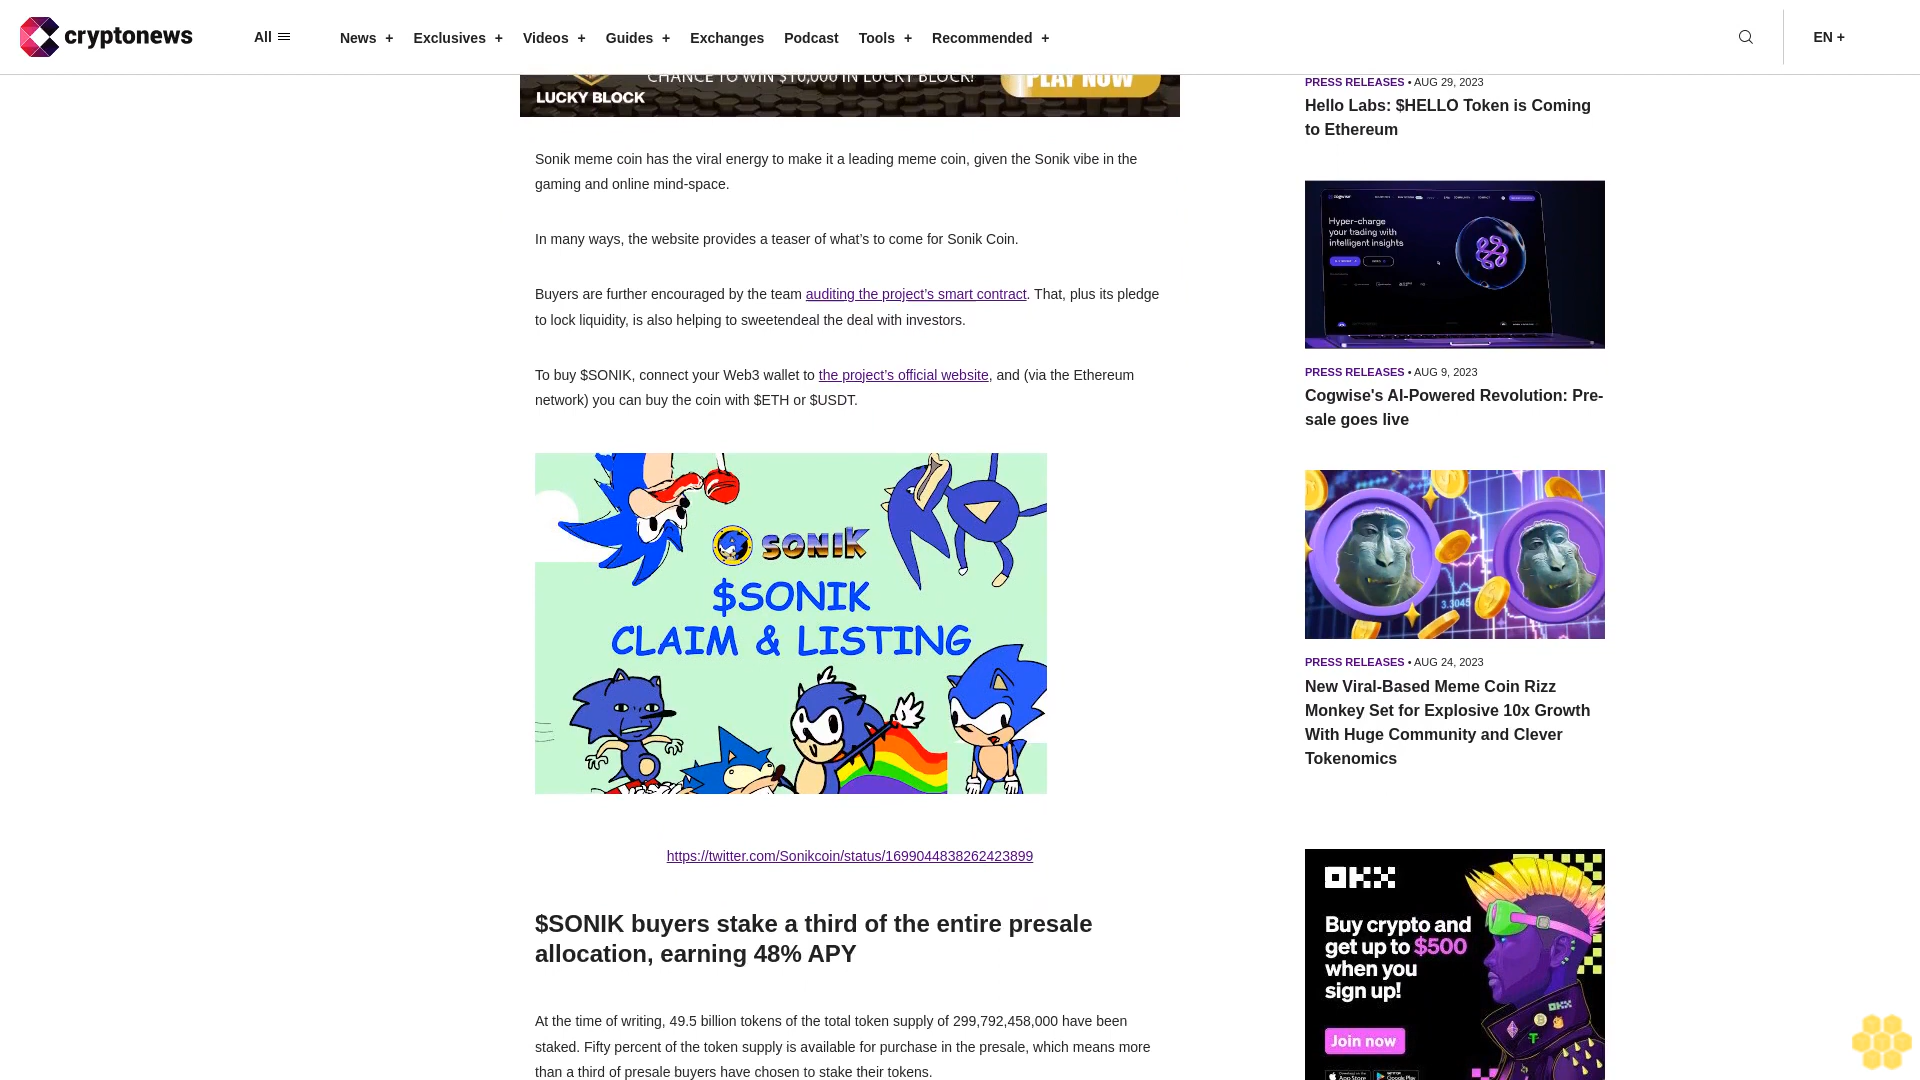 cryptonews
All
News +
Exclusives +
Videos +
Guides +
Exchanges
Podcast
Tools +
Recommended +
EN +
CHANCE TO WIN $10,000 IN LUCKY BLOCK!
PLAY NOW
LUCKY BLOCK
Sonik meme coin has the viral energy to make it a leading meme coin, given the Sonik vibe in the
gaming and online mind-space.
In many ways, the website provides a teaser of what’s to come for Sonik Coin.
Buyers are further encouraged by the team auditing the project’s smart contract. That, plus its pledge
to lock liquidity, is also helping to sweetendeal the deal with investors.
To buy $SONIK, connect your Web3 wallet to the project’s official website, and (via the Ethereum
network) you can buy the coin with $ETH or $USDT.
SONIK
$SONIK
CLAIM & LISTING
https://twitter.com/Sonikcoin/status/1699044838262423899
$SONIK buyers stake a third of the entire presale
allocation, earning 48% APY
At the time of writing, 49.5 billion tokens of the total token supply of 299,792,458,000 have been
staked. Fifty percent of the token supply is available for purchase in the presale, which means more
than a third of presale buyers have chosen to stake their tokens.
PRESS RELEASES • AUG 29, 2023
Hello Labs: $HELLO Token is Coming
to Ethereum
cogwise
Hyper-charge
your trading with
intelligent insights
PRESS RELEASES • AUG 9, 2023
Cogwise's AI-Powered Revolution: Pre-
sale goes live
3.3045
PRESS RELEASES • AUG 24, 2023
New Viral-Based Meme Coin Rizz
Monkey Set for Explosive 10x Growth
With Huge Community and Clever
Tokenomics
OKX
Buy crypto and
get up to $500
when you
sign up!
OKX
Join now
App Store
Google Play